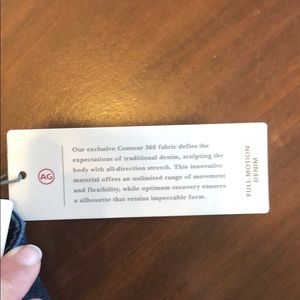 AG
Our exclusive Contour 360 fabric defies the
expectations of traditional denim, sculpting the
body with all-direction stretch. This innovative
material offers an unlimited range of movement
and flexibility, while optimum recovery ensures
a silhouette that retains impeccable form.
FULL MOTION
DENIM